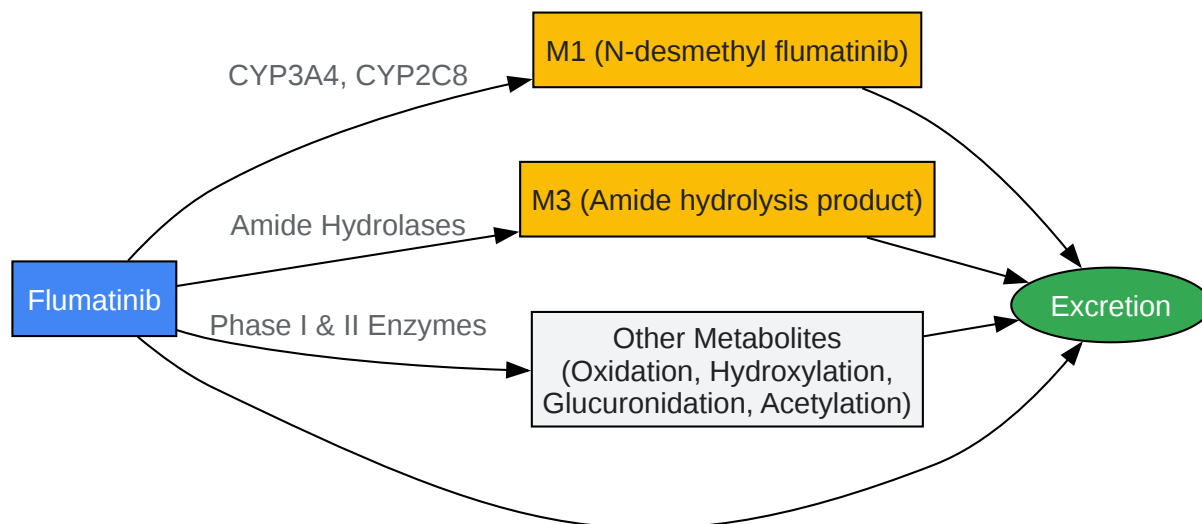 CYP3A4, CYP2C8
M1 (N-desmethyl flumatinib)
Amide Hydrolases
M3 (Amide hydrolysis product)
Flumatinib
Excretion
Phase I & II Enzymes
Other Metabolites
(Oxidation, Hydroxylation,
Glucuronidation, Acetylation)